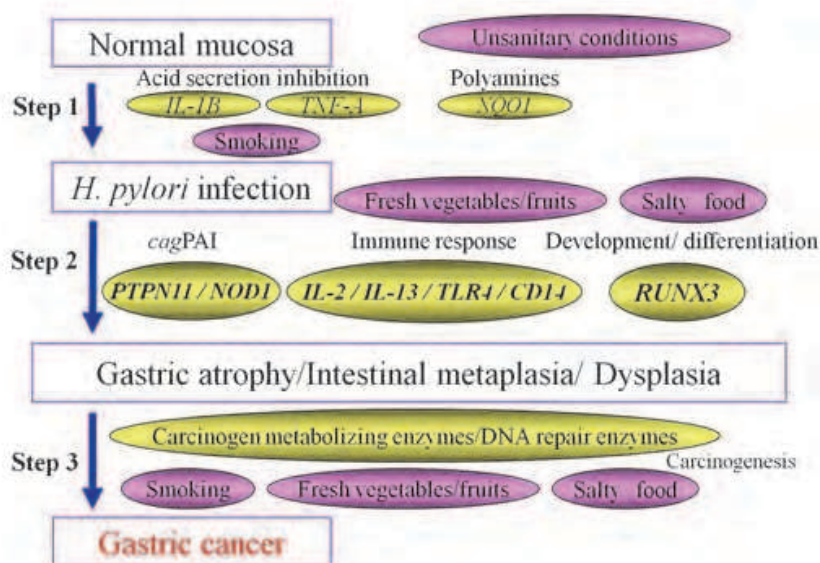 Normal mucosa
Unsanitary conditions
Acid secretion inhibition
Polyamines
Step 1
IL-1B
TNF-A
NQO1
Smoking
H. pylori infection
Fresh vegetables/fruits
Salty food
cagPAI
Immune response
Development/ differentiation
Step 2
PTPN11 / NOD1
IL-2 / IL-13 / TLR4 / CD14
RUNX3
Gastric atrophy/Intestinal metaplasia/ Dysplasia
Carcinogen metabolizing enzymes/DNA repair enzymes
Step 3
Carcinogenesis
Smoking
Fresh vegetables/fruits
Salty food
Gastric cancer